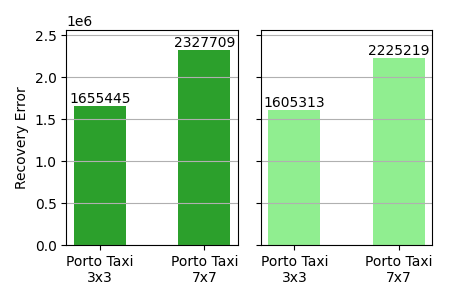 1e6
2.5
2.0
1.5
1.0
0.5
0.0
Recovery Error
1655445
2327709
Porto Taxi
3x3
Porto Taxi
7x7
1605313
2225219
Porto Taxi
3x3
Porto Taxi
7x7